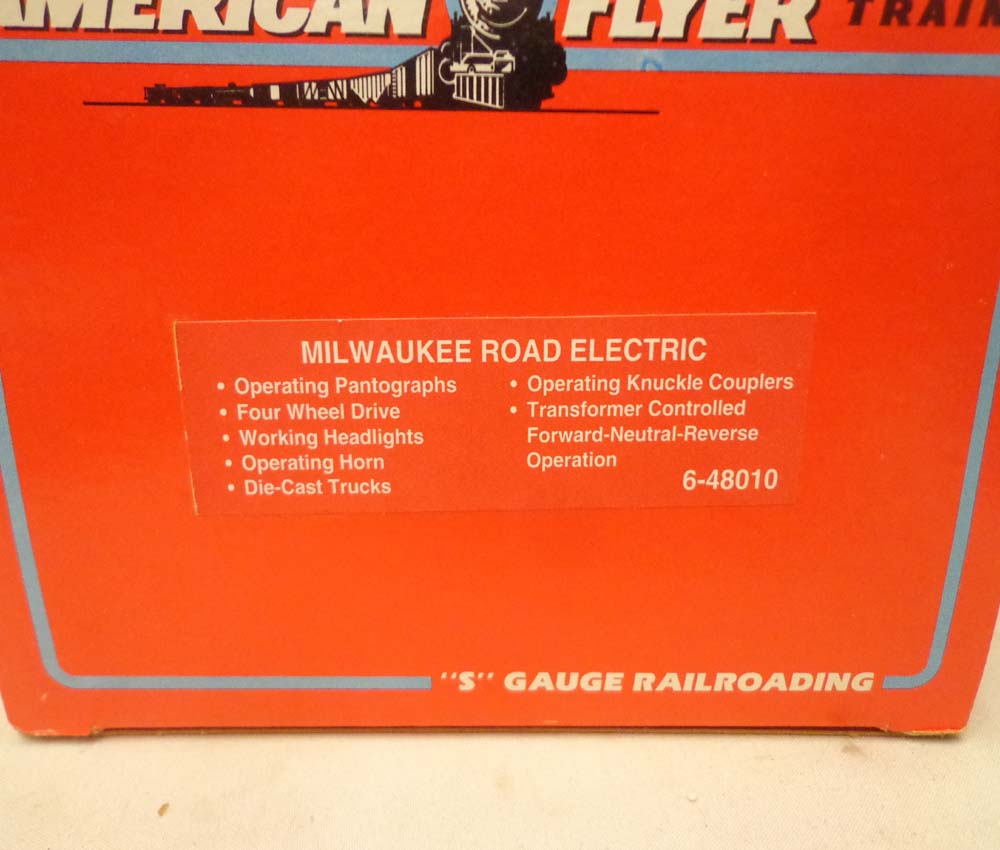 AMERICAN FLYER TRAIN
MILWAUKEE ROAD ELECTRIC
• Operating Pantographs
• Four Wheel Drive
• Working Headlights
• Operating Horn
• Die-Cast Trucks
• Operating Knuckle Couplers
• Transformer Controlled
Forward-Neutral-Reverse
Operation
6-48010
"S" GAUGE RAILROADING